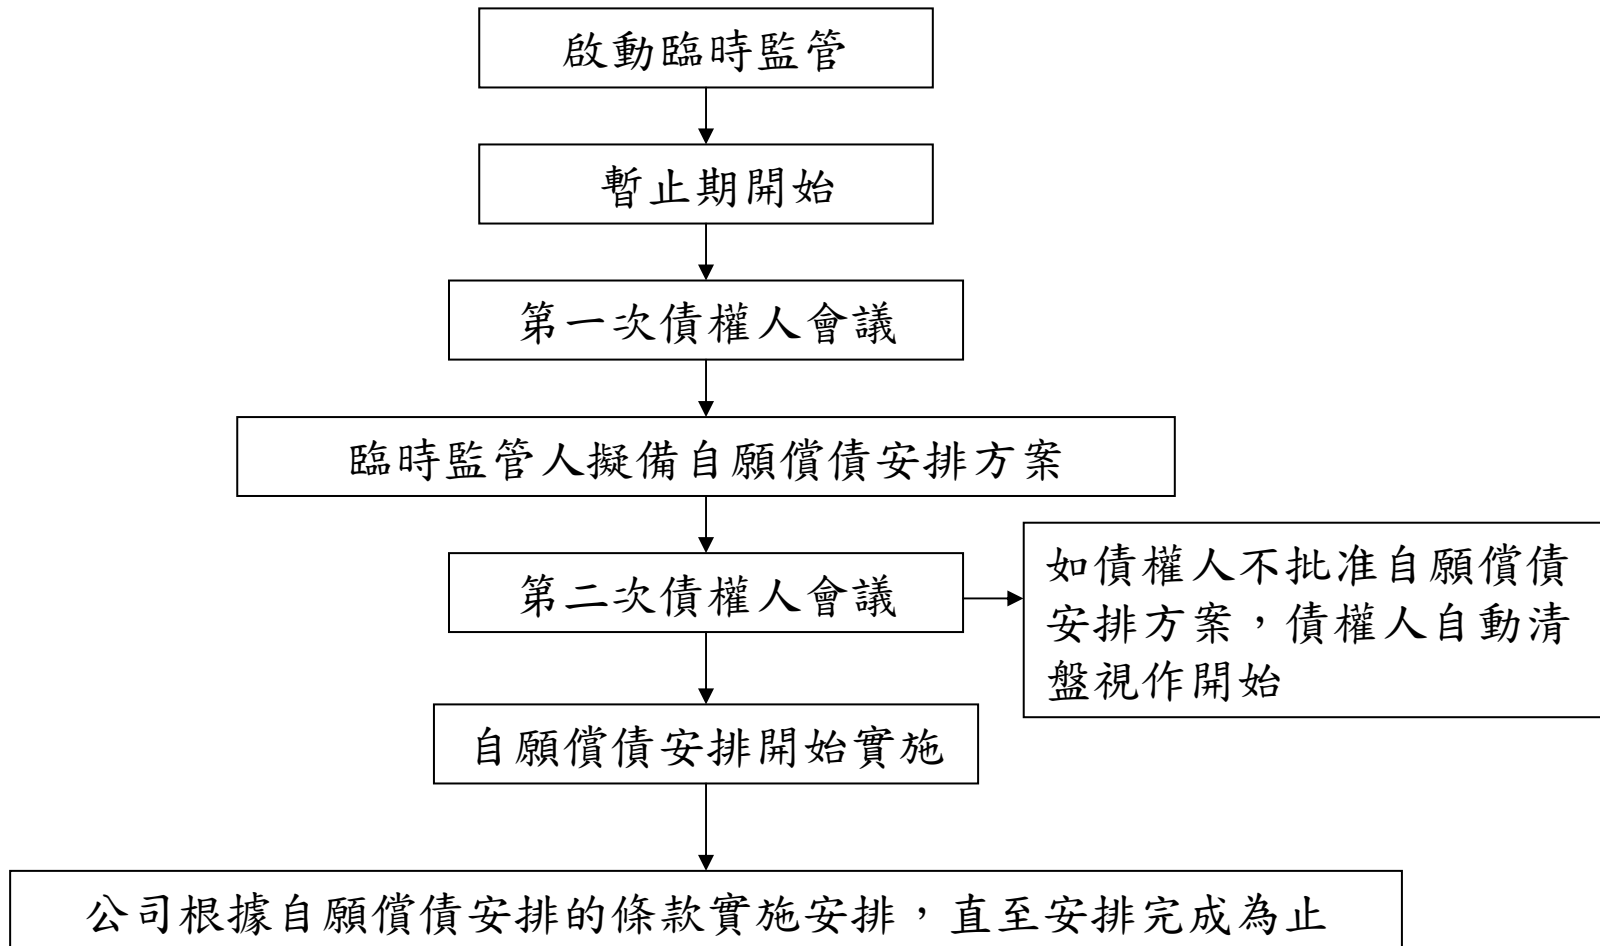 啟動臨時監管
暫止期開始
第一次債權人會議
臨時監管人擬備自願償債安排方案
第二次債權人會議
如債權人不批准自願償債
安排方案，債權人自動清
盤視作開始
自願償債安排開始實施
公司根據自願償債安排的條款實施安排，直至安排完成為止